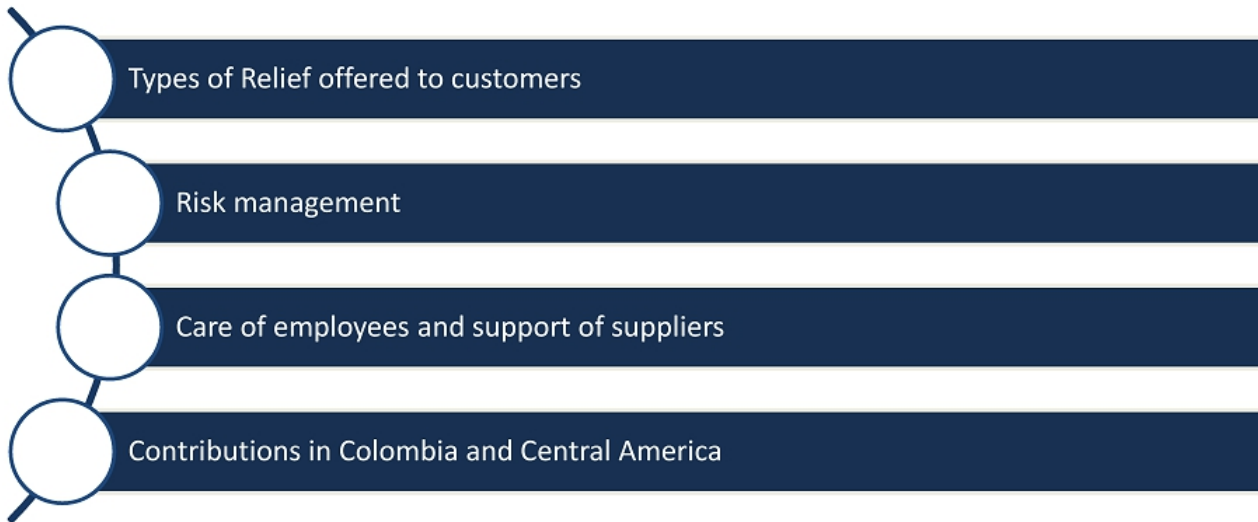 Types of Relief offered to customers
Risk management
Care of employees and support of suppliers
Contributions in Colombia and Central America